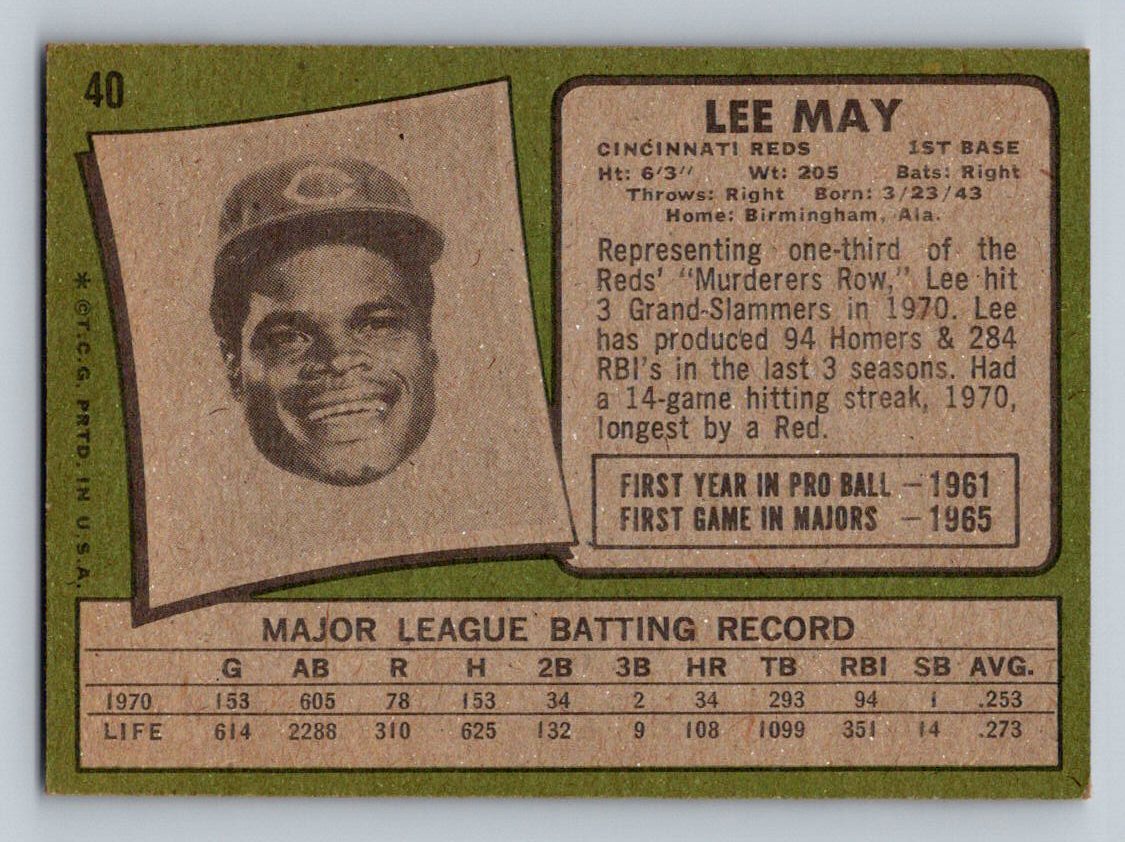 40
* © T.C.G. PRTD. IN U.S.A.
C
LEE MAY
CINCINNATI REDS 1ST BASE
Ht: 6'3" Wt: 205 Bats: Right
Throws: Right Born: 3/23/43
Home: Birmingham, Ala.
Representing one-third of the
Reds' "Murderers Row," Lee hit
3 Grand-Slammers in 1970. Lee
has produced 94 Homers & 284
RBI's in the last 3 seasons. Had
a 14-game hitting streak, 1970,
longest by a Red.
FIRST YEAR IN PRO BALL – 1961
FIRST GAME IN MAJORS – 1965
MAJOR LEAGUE BATTING RECORD
G AB R H 2B 3B HR TB RBI SB AVG.
1970 153 605 78 153 34 2 34 293 94 1 .253
LIFE 614 2288 310 625 132 9 108 1099 351 14 .273